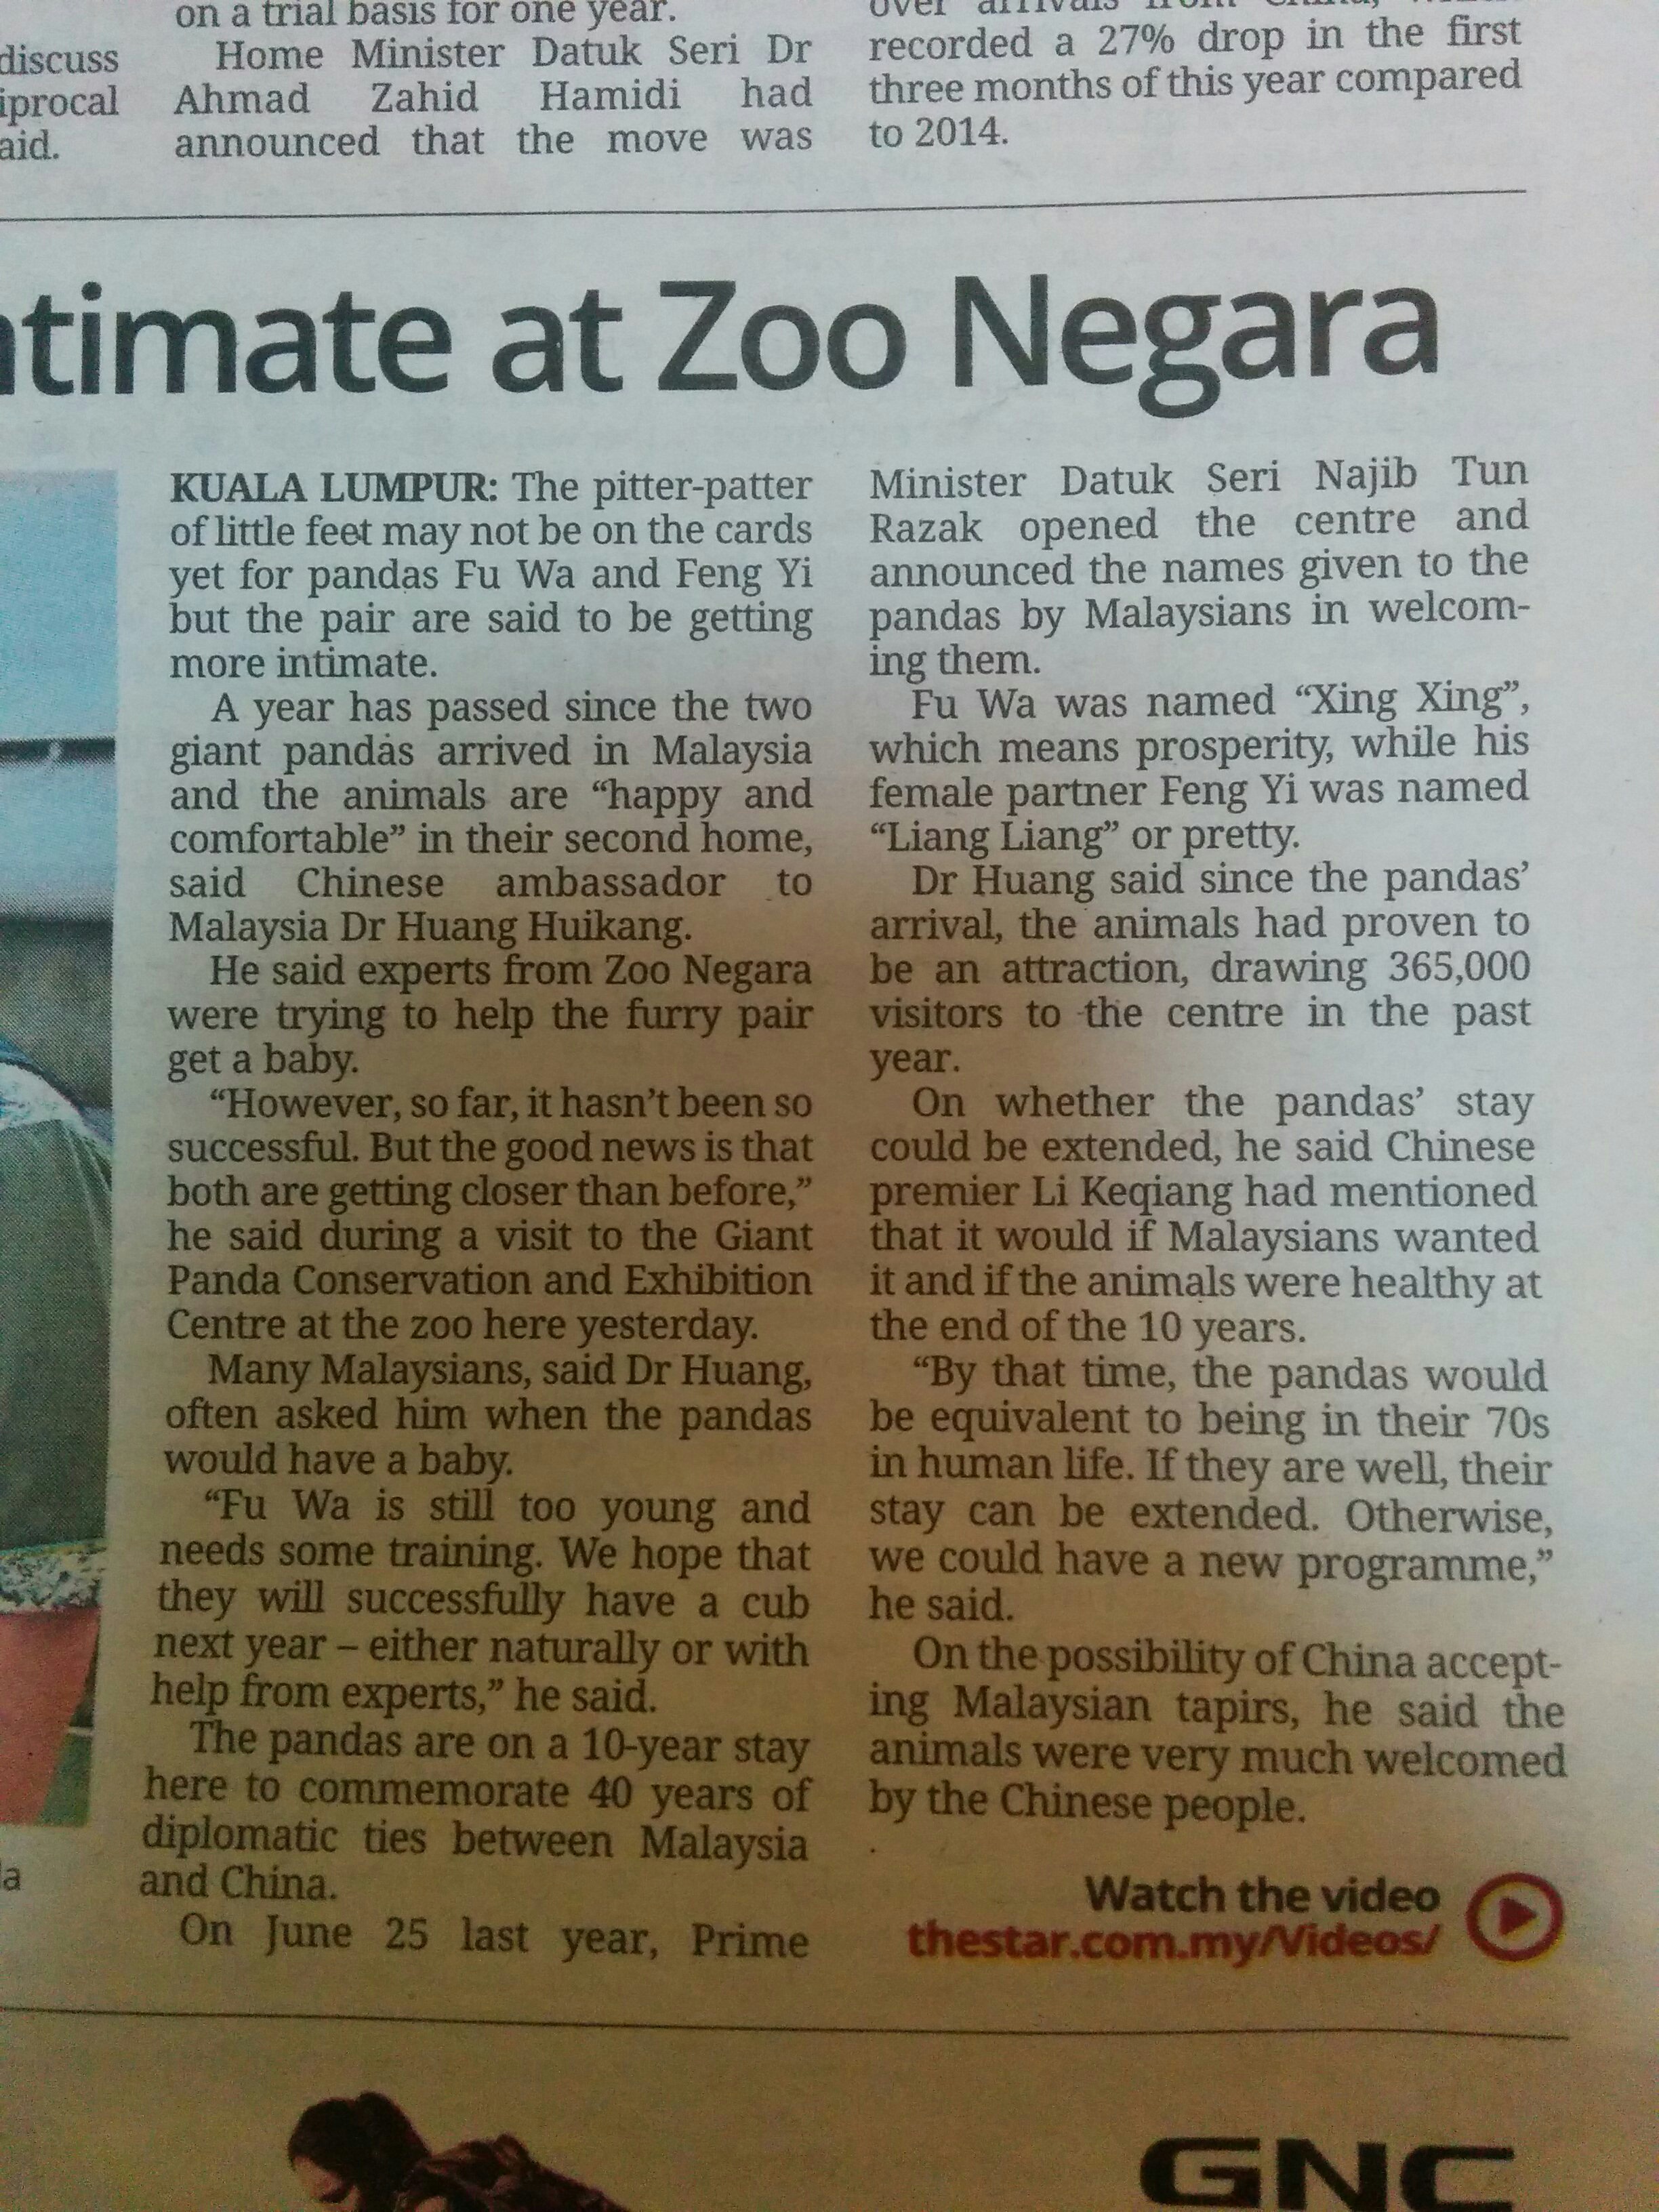 discuss
iprocal
aid.
on a trial basis for one year.
Home Minister Datuk Seri Dr
Ahmad Zahid Hamidi had
announced that the move was
over arrivals from China,
recorded a 27% drop in the first
three months of this year compared
to 2014.
ntimate at Zoo Negara
KUALA LUMPUR: The pitter-patter
of little feet may not be on the cards
yet for pandas Fu Wa and Feng Yi
but the pair are said to be getting
more intimate.
A year has passed since the two
giant pandas arrived in Malaysia
and the animals are “happy and
comfortable” in their second home,
said Chinese ambassador to
Malaysia Dr Huang Huikang.
He said experts from Zoo Negara
were trying to help the furry pair
get a baby.
“However, so far, it hasn’t been so
successful. But the good news is that
both are getting closer than before,”
he said during a visit to the Giant
Panda Conservation and Exhibition
Centre at the zoo here yesterday.
Many Malaysians, said Dr Huang,
often asked him when the pandas
would have a baby.
“Fu Wa is still too young and
needs some training. We hope that
they will successfully have a cub
next year – either naturally or with
help from experts,” he said.
The pandas are on a 10-year stay
here to commemorate 40 years of
diplomatic ties between Malaysia
and China.
On June 25 last year, Prime
Minister Datuk Seri Najib Tun
Razak opened the centre and
announced the names given to the
pandas by Malaysians in welcom-
ing them.
Fu Wa was named “Xing Xing”,
which means prosperity, while his
female partner Feng Yi was named
“Liang Liang” or pretty.
Dr Huang said since the pandas’
arrival, the animals had proven to
be an attraction, drawing 365,000
visitors to the centre in the past
year.
On whether the pandas’ stay
could be extended, he said Chinese
premier Li Keqiang had mentioned
that it would if Malaysians wanted
it and if the animals were healthy at
the end of the 10 years.
“By that time, the pandas would
be equivalent to being in their 70s
in human life. If they are well, their
stay can be extended. Otherwise,
we could have a new programme,”
he said.
On the possibility of China accept-
ing Malaysian tapirs, he said the
animals were very much welcomed
by the Chinese people.
la
Watch the video
thestar.com.my/Videos/
GNC